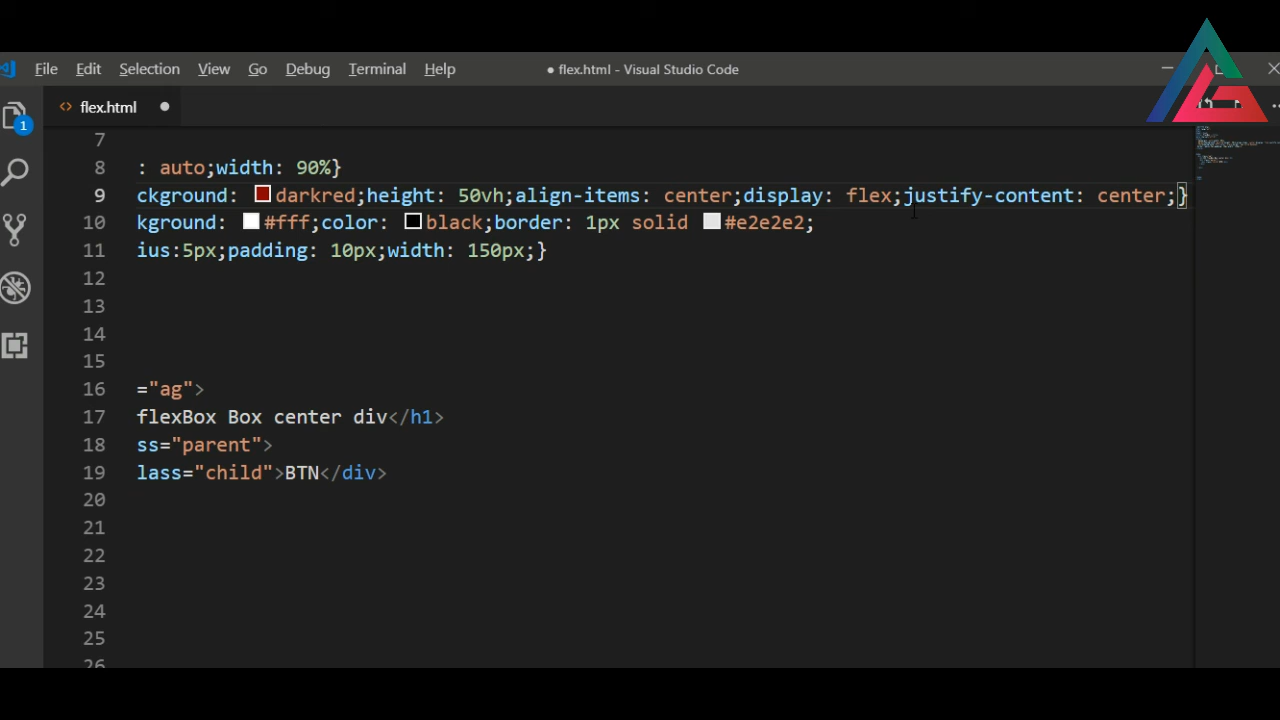 File Edit Selection View Go Debug Terminal Help ● flex.html - Visual Studio Code
<> flex.html ●
1
7
8 : auto;width: 90%}
9 ckground: darkred;height: 50vh;align-items: center;display: flex;justify-content: center;}
10 kground: #fff;color: black;border: 1px solid #e2e2e2;
11 ius:5px;padding: 10px;width: 150px;}
12
13
14
15
16 ="ag">
17 flexBox Box center div</h1>
18 ss="parent">
19 lass="child">BTN</div>
20
21
22
23
24
25
26